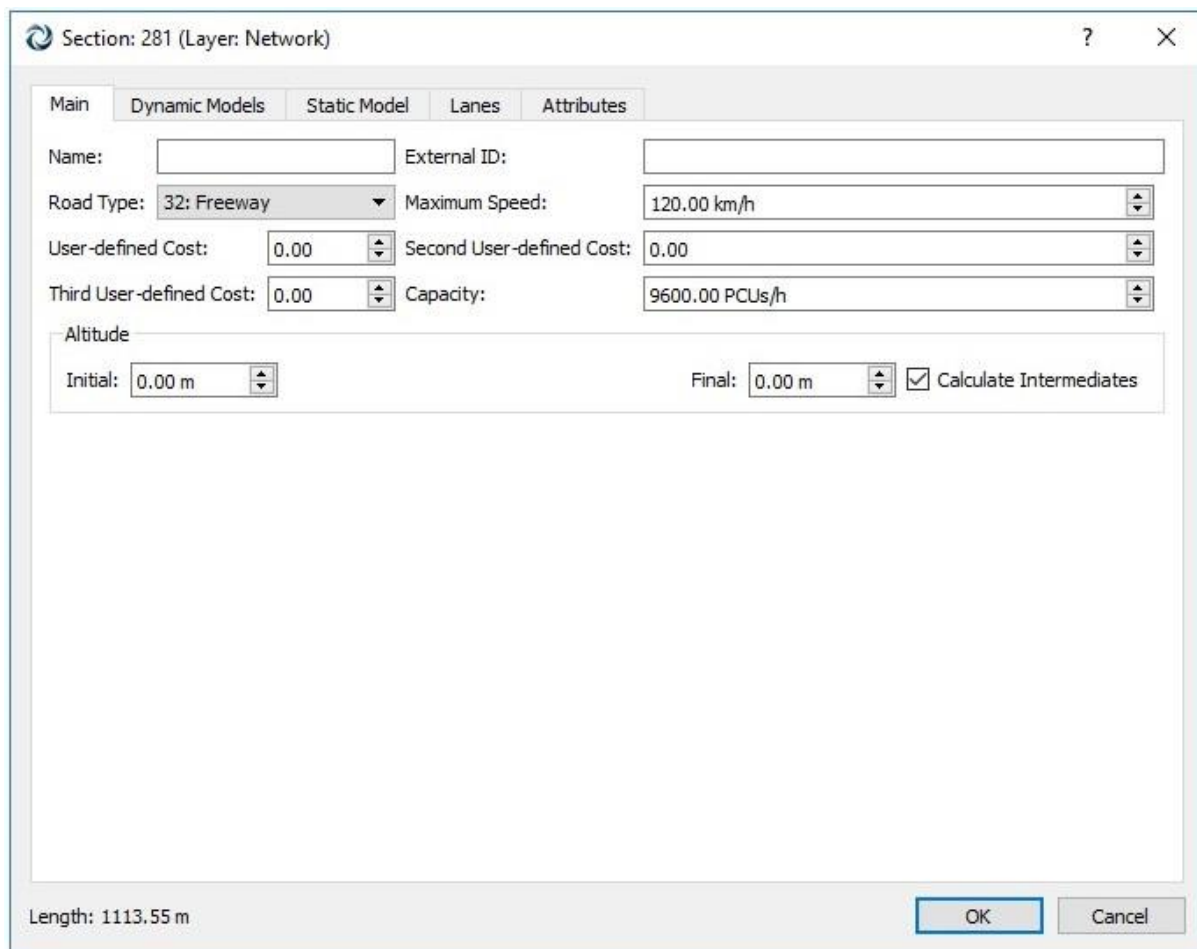 Section: 281 (Layer: Network) ?
Main Dynamic Models Static Model Lanes Attributes
Name: External ID:
Road Type: 32: Freeway Maximum Speed: 120.00 km/h
User-defined Cost: 0.00 Second User-defined Cost: 0.00
Third User-defined Cost: 0.00 Capacity: 9600.00 PCUs/h
Altitude
Initial: 0.00 m Final: 0.00 m Calculate Intermediates
Length: 1113.55 m OK Cancel